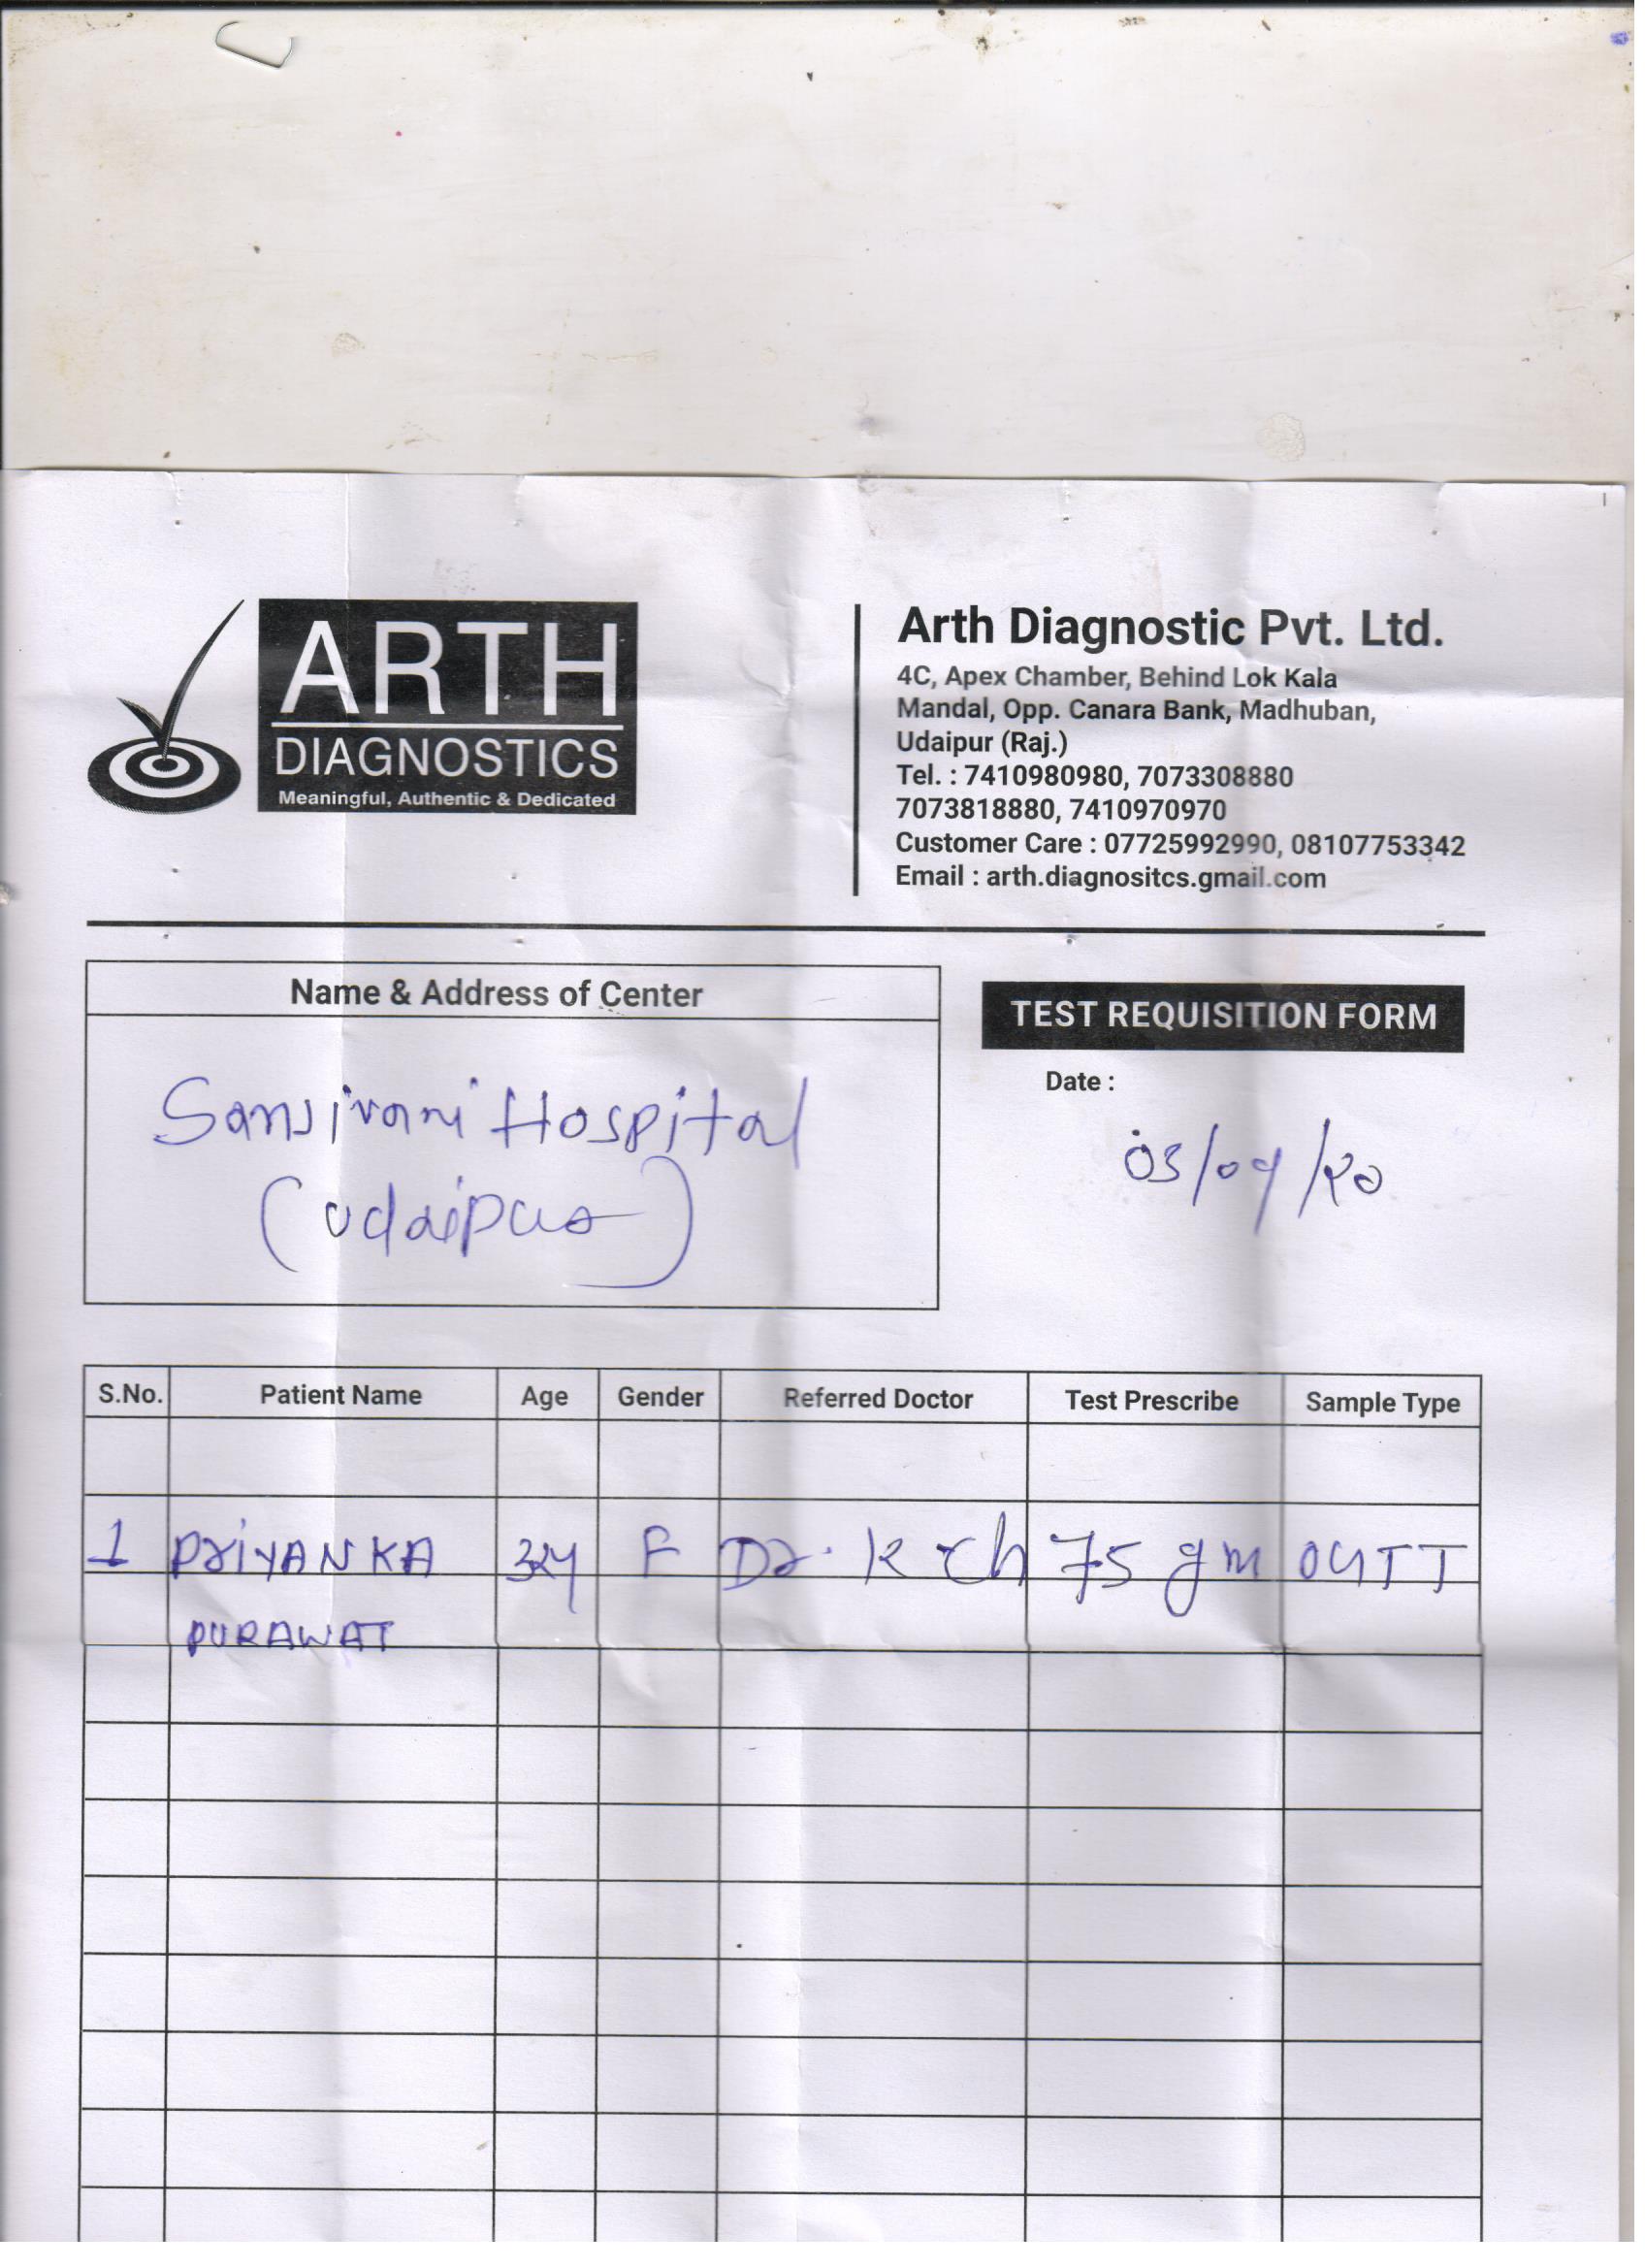 ARTH
DIAGNOSTICS
Meaningful, Authentic & Dedicated
Arth Diagnostic Pvt. Ltd.
4C, Apex Chamber, Behind Lok Kala
Mandal, Opp. Canara Bank, Madhuban,
Udaipur (Raj.)
Tel. : 7410980980, 7073308880
7073818880, 7410970970
Customer Care : 07725992990, 08107753342
Email : arth.diagnositcs.gmail.com
Name & Address of Center
Sanjivani Hospital
(Udaipur)
TEST REQUISITION FORM
Date :
03/09/20
S.No. Patient Name Age Gender Referred Doctor Test Prescribe Sample Type
1 PriYANKA 32y F Dr. K 75 gm OGTT
PURAWAT